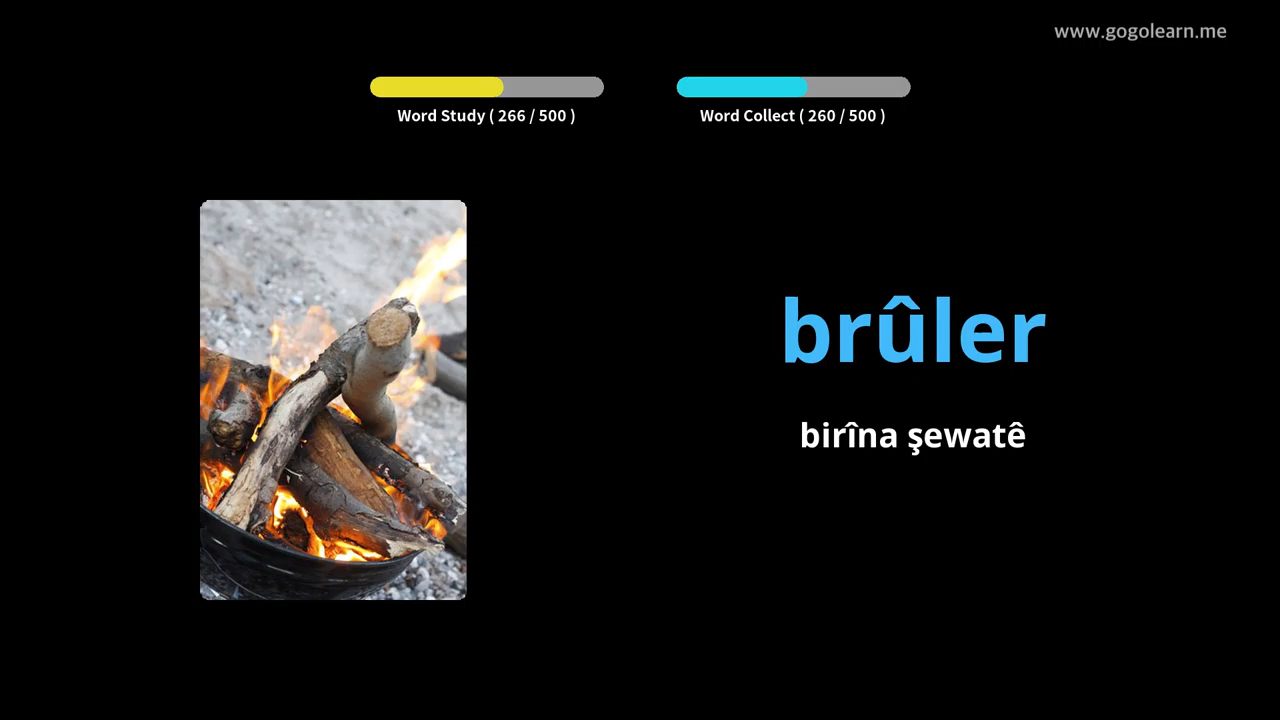 www.gogolearn.me
Word Study ( 266 / 500 )
Word Collect ( 260 / 500 )
brûler
birîna şewatê